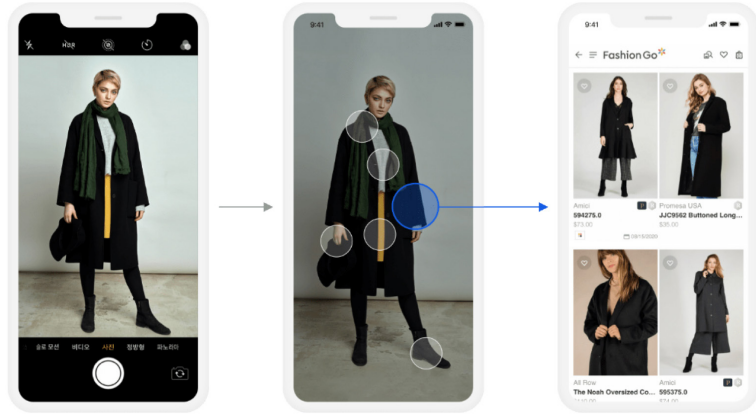 슬로 모션 비디오 사진 정방형 파노라마
9:41
9:41
FashionGo
Amici
594275.0
$73.00
Promesa USA
JJC9562 Buttoned Long...
$35.00
All Row
The Noah Oversized Co...
Amici
595375.0
$74.00